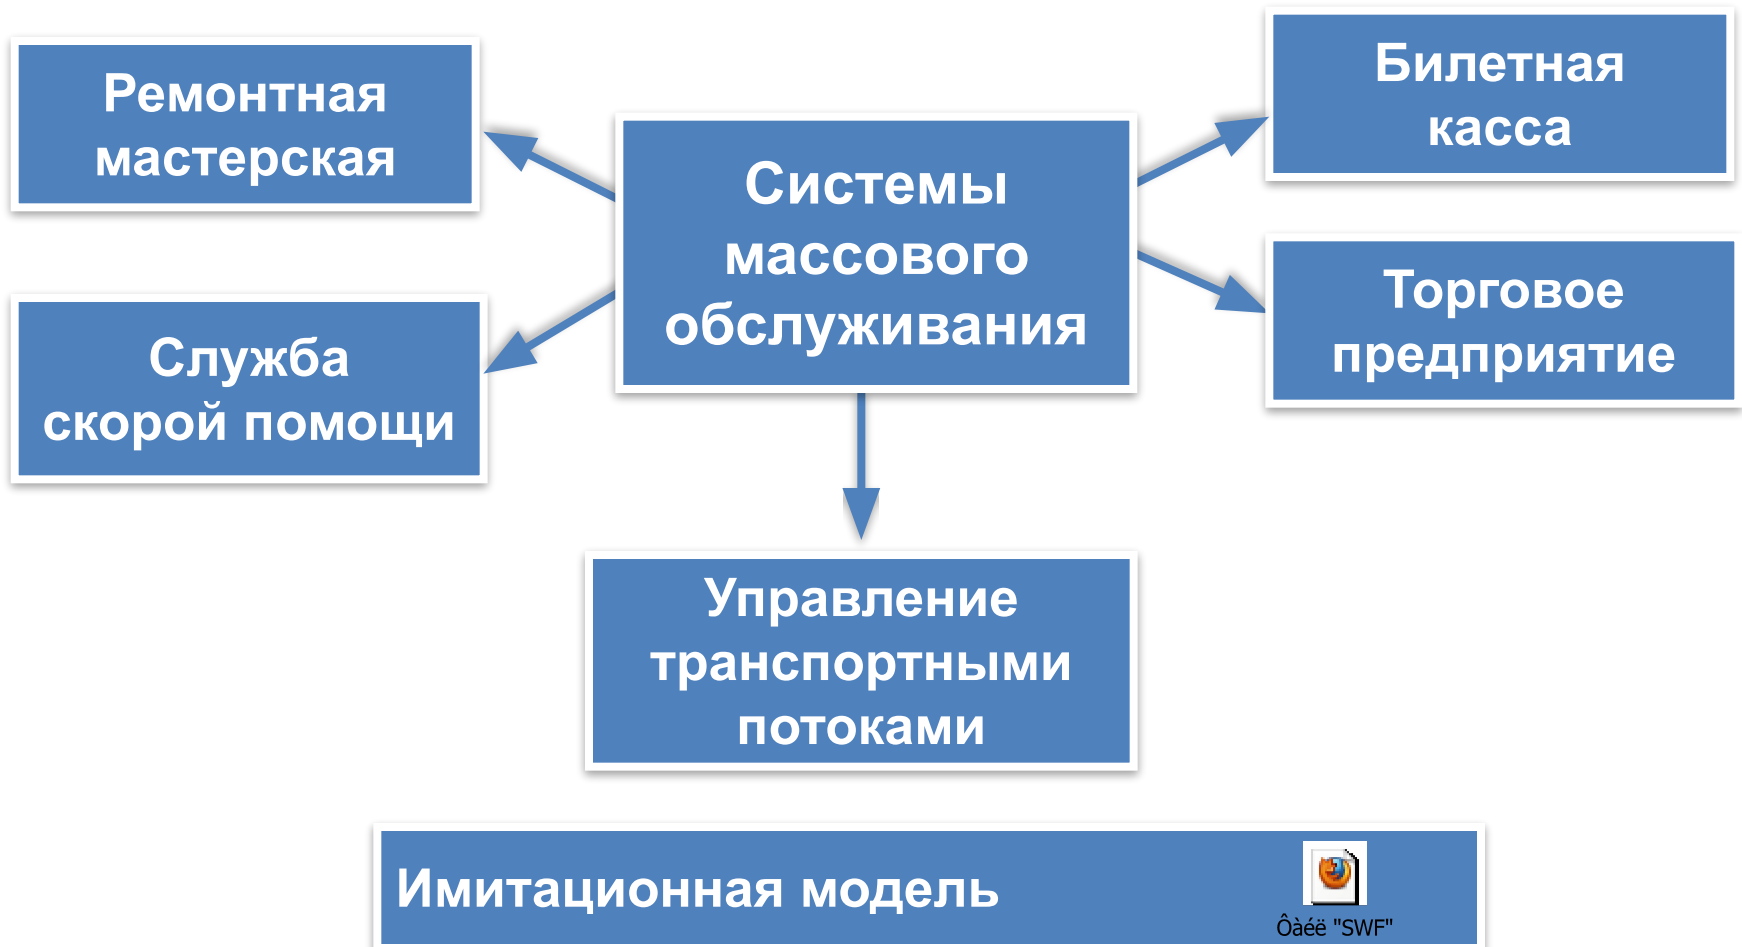 Ремонтная
мастерская
Билетная
касса
Системы
массового
обслуживания
Служба
скорой помощи
Торговое
предприятие
Управление
транспортными
потоками
Имитационная модель
Ôàéë "SWF"